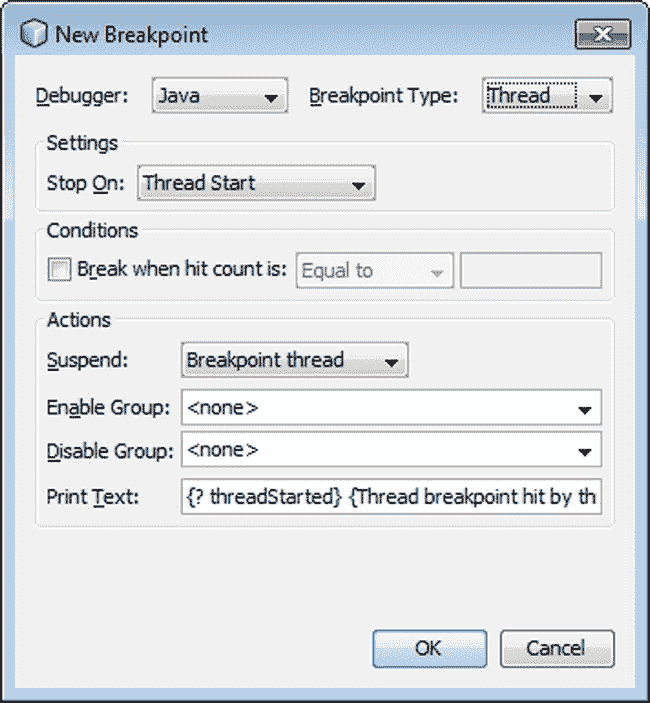 New Breakpoint
Debugger: Java Breakpoint Type: Thread
Settings
Stop On: Thread Start
Conditions
Break when hit count is: Equal to
Actions
Suspend: Breakpoint thread
Enable Group: <none>
Disable Group: <none>
Print Text: {? threadStarted} {Thread breakpoint hit by th
OK Cancel